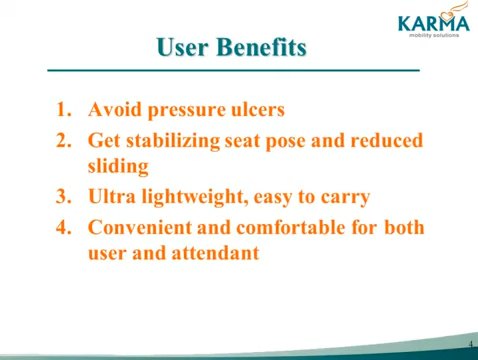 KARMA
mobility solutions
User Benefits
1. Avoid pressure ulcers
2. Get stabilizing seat pose and reduced
sliding
3. Ultra lightweight, easy to carry
4. Convenient and comfortable for both
user and attendant
4